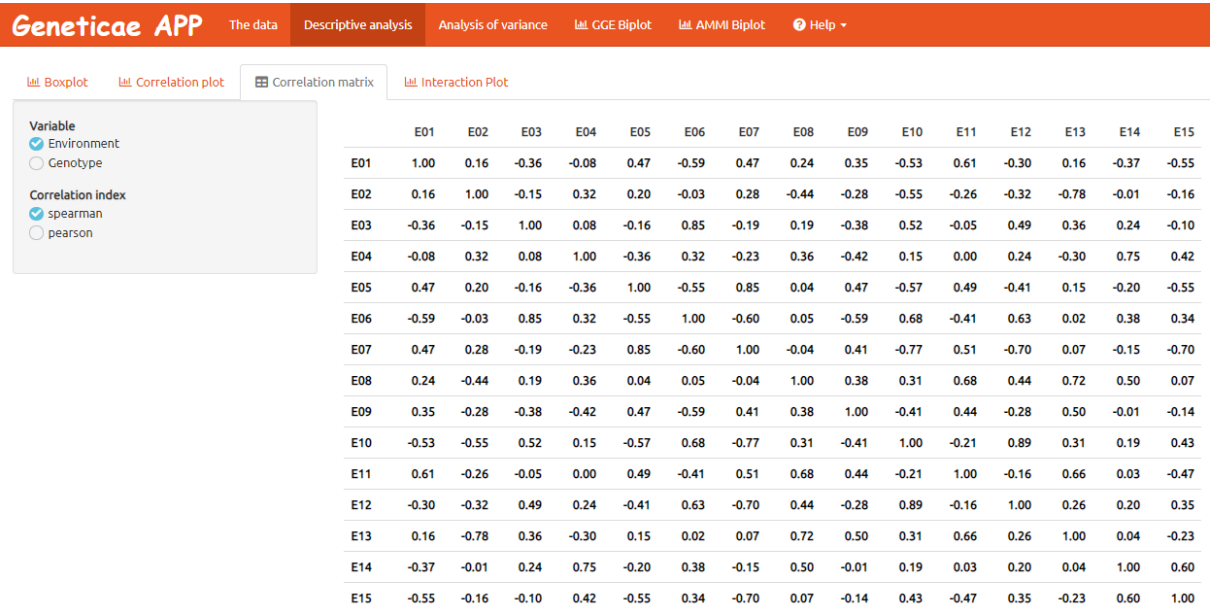 Geneticae APP The data Descriptive analysis Analysis of variance GGE Biplot AMMI Biplot Help
Boxplot Correlation plot Correlation matrix Interaction Plot
Variable
Environment
Genotype
Correlation index
spearman
pearson
E01 E02 E03 E04 E05 E06 E07 E08 E09 E10 E11 E12 E13 E14 E15
E01 1.00 0.16 -0.36 -0.08 0.47 -0.59 0.47 0.24 0.35 -0.53 0.61 -0.30 0.16 -0.37 -0.55
E02 0.16 1.00 -0.15 0.32 0.20 -0.03 0.28 -0.44 -0.28 -0.55 -0.26 -0.32 -0.78 -0.01 -0.16
E03 -0.36 -0.15 1.00 0.08 -0.16 0.85 -0.19 0.19 -0.38 0.52 -0.05 0.49 0.36 0.24 -0.10
E04 -0.08 0.32 0.08 1.00 -0.36 0.32 -0.23 0.36 -0.42 0.15 0.00 0.24 -0.30 0.75 0.42
E05 0.47 0.20 -0.16 -0.36 1.00 -0.55 0.85 0.04 0.47 -0.57 0.49 -0.41 0.15 -0.20 -0.55
E06 -0.59 -0.03 0.85 0.32 -0.55 1.00 -0.60 0.05 -0.59 0.68 -0.41 0.63 0.02 0.38 0.34
E07 0.47 0.28 -0.19 -0.23 0.85 -0.60 1.00 -0.04 0.41 -0.77 0.51 -0.70 0.07 -0.15 -0.70
E08 0.24 -0.44 0.19 0.36 0.04 0.05 -0.04 1.00 0.38 0.31 0.68 0.44 0.72 0.50 0.07
E09 0.35 -0.28 -0.38 -0.42 0.47 -0.59 0.41 0.38 1.00 -0.41 0.44 -0.28 0.50 -0.01 -0.14
E10 -0.53 -0.55 0.52 0.15 -0.57 0.68 -0.77 0.31 -0.41 1.00 -0.21 0.89 0.31 0.19 0.43
E11 0.61 -0.26 -0.05 0.00 0.49 -0.41 0.51 0.68 0.44 -0.21 1.00 -0.16 0.66 0.03 -0.47
E12 -0.30 -0.32 0.49 0.24 -0.41 0.63 -0.70 0.44 -0.28 0.89 -0.16 1.00 0.26 0.20 0.35
E13 0.16 -0.78 0.36 -0.30 0.15 0.02 0.07 0.72 0.50 0.31 0.66 0.26 1.00 0.04 -0.23
E14 -0.37 -0.01 0.24 0.75 -0.20 0.38 -0.15 0.50 -0.01 0.19 0.03 0.20 0.04 1.00 0.60
E15 -0.55 -0.16 -0.10 0.42 -0.55 0.34 -0.70 0.07 -0.14 0.43 -0.47 0.35 -0.23 0.60 1.00